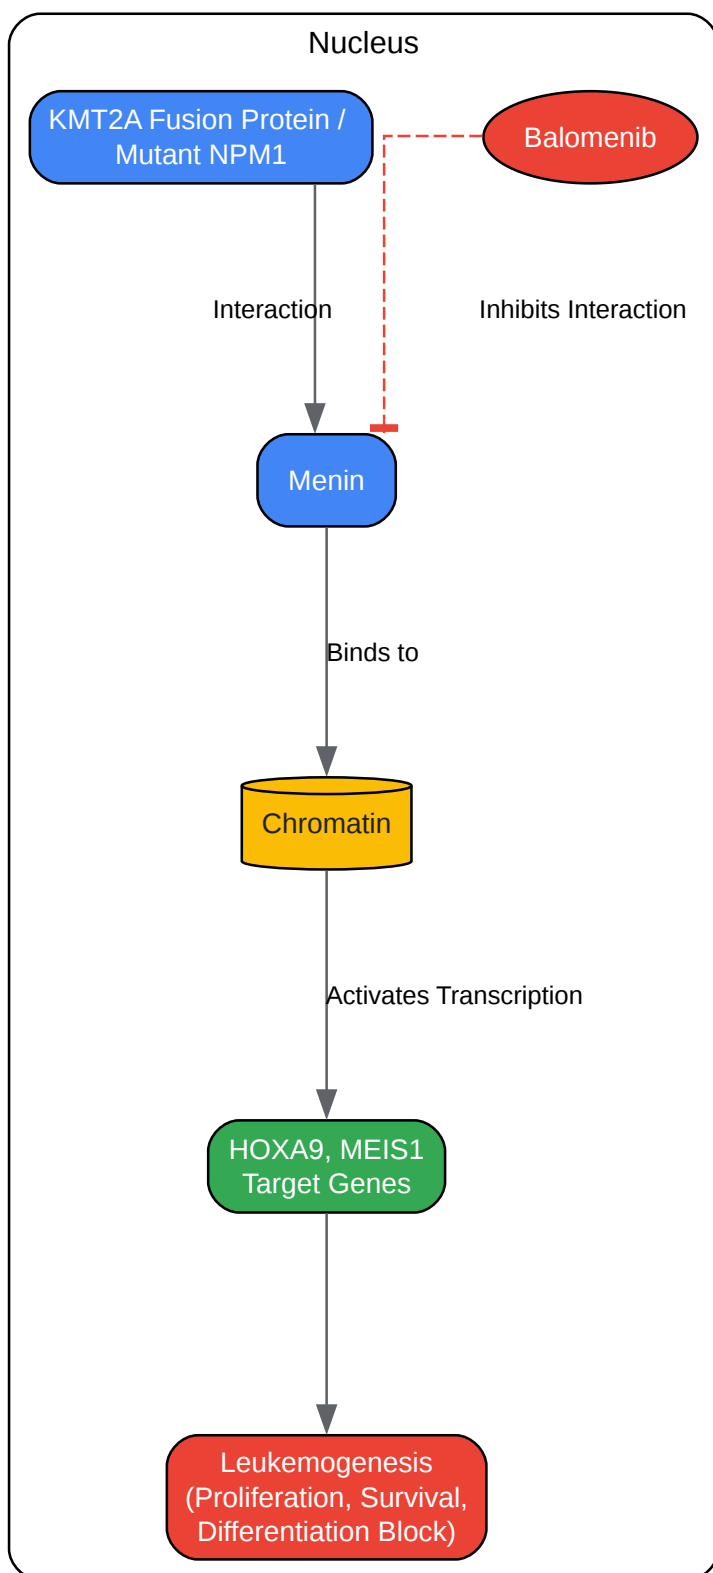 Nucleus
KMT2A Fusion Protein /
Mutant NPM1
Balomenib
Interaction
Inhibits Interaction
Menin
Binds to
Chromatin
Activates Transcription
HOXA9, MEIS1
Target Genes
Leukemogenesis
(Proliferation, Survival,
Differentiation Block)